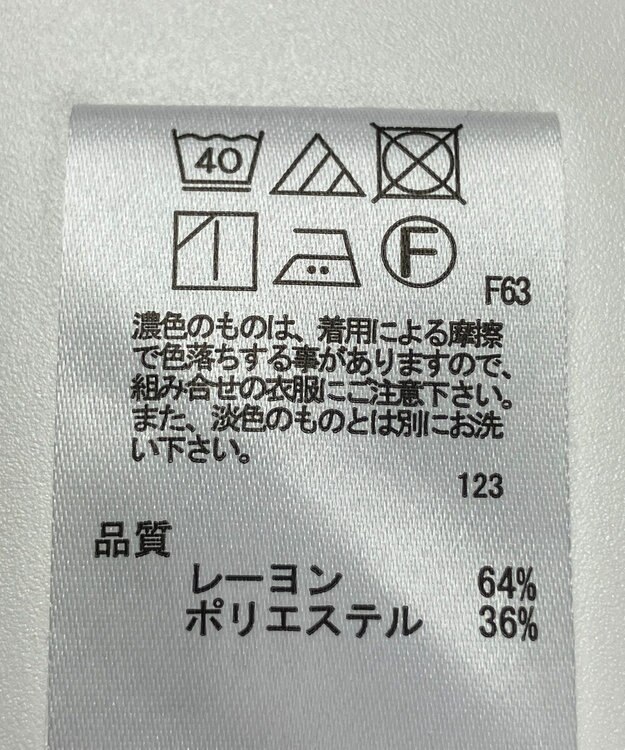 40
F
F63
濃色のものは、着用による摩擦
で色落ちする事がありますので、
組み合せの衣服にご注意下さい。
また、淡色のものとは別にお洗
い下さい。
123
品質
レーヨン 64%
ポリエステル 36%